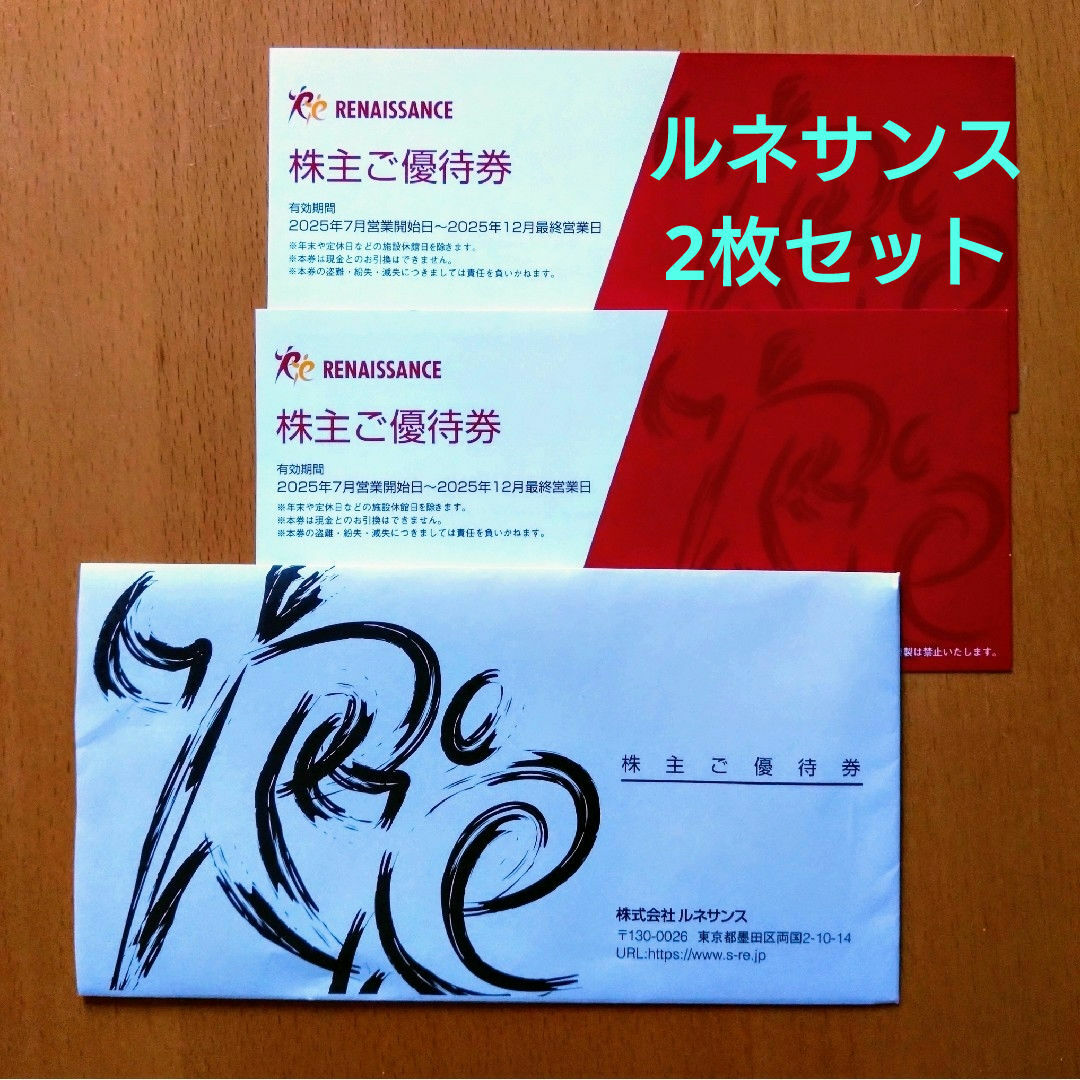 RENAISSANCE
株主ご優待券
有効期間
2025年7月営業開始日～2025年12月最終営業日
※年末や定休日などの施設休館日を除きます。
※本券は現金とのお引換はできません。
※本券の盗難・紛失・滅失につきましては責任を負いかねます。
ルネサンス
2枚セット
RENAISSANCE
株主ご優待券
有効期間
2025年7月営業開始日～2025年12月最終営業日
※年末や定休日などの施設休館日を除きます。
※本券は現金とのお引換はできません。
※本券の盗難・紛失・滅失につきましては責任を負いかねます。
製は禁止いたします。
株主ご優待券
株式会社 ルネサンス
〒130-0026 東京都墨田区両国2-10-14
URL:https://www.s-re.jp